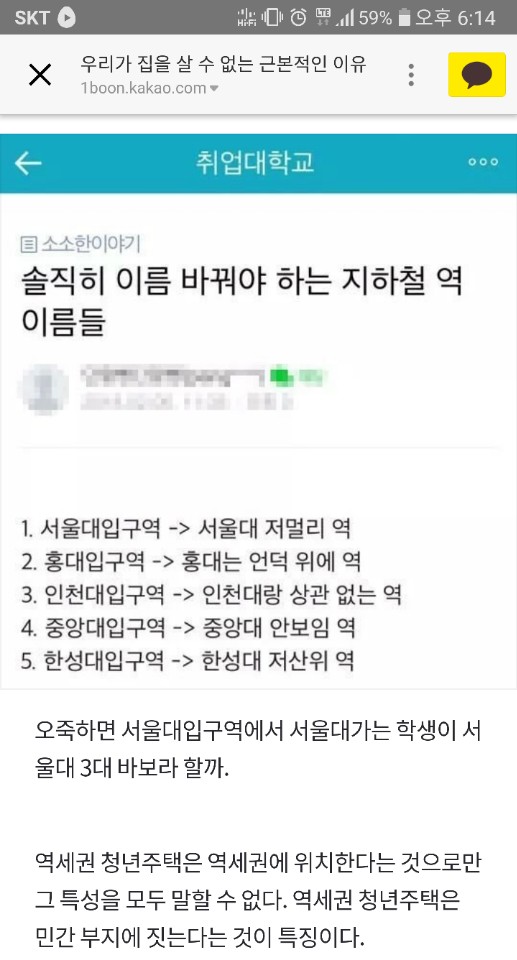 SKT 59% 오후 6:14
우리가 집을 살 수 없는 근본적인 이유
1boon.kakao.com
취업대학교
소소한이야기
솔직히 이름 바꿔야 하는 지하철 역
이름들
1. 서울대입구역 -> 서울대 저멀리 역
2. 홍대입구역 -> 홍대는 언덕 위에 역
3. 인천대입구역 -> 인천대랑 상관 없는 역
4. 중앙대입구역 -> 중앙대 안보임 역
5. 한성대입구역 -> 한성대 저산위 역
오죽하면 서울대입구역에서 서울대가는 학생이 서
울대 3대 바보라 할까.
역세권 청년주택은 역세권에 위치한다는 것으로만
그 특성을 모두 말할 수 없다. 역세권 청년주택은
민간 부지에 짓는다는 것이 특징이다.